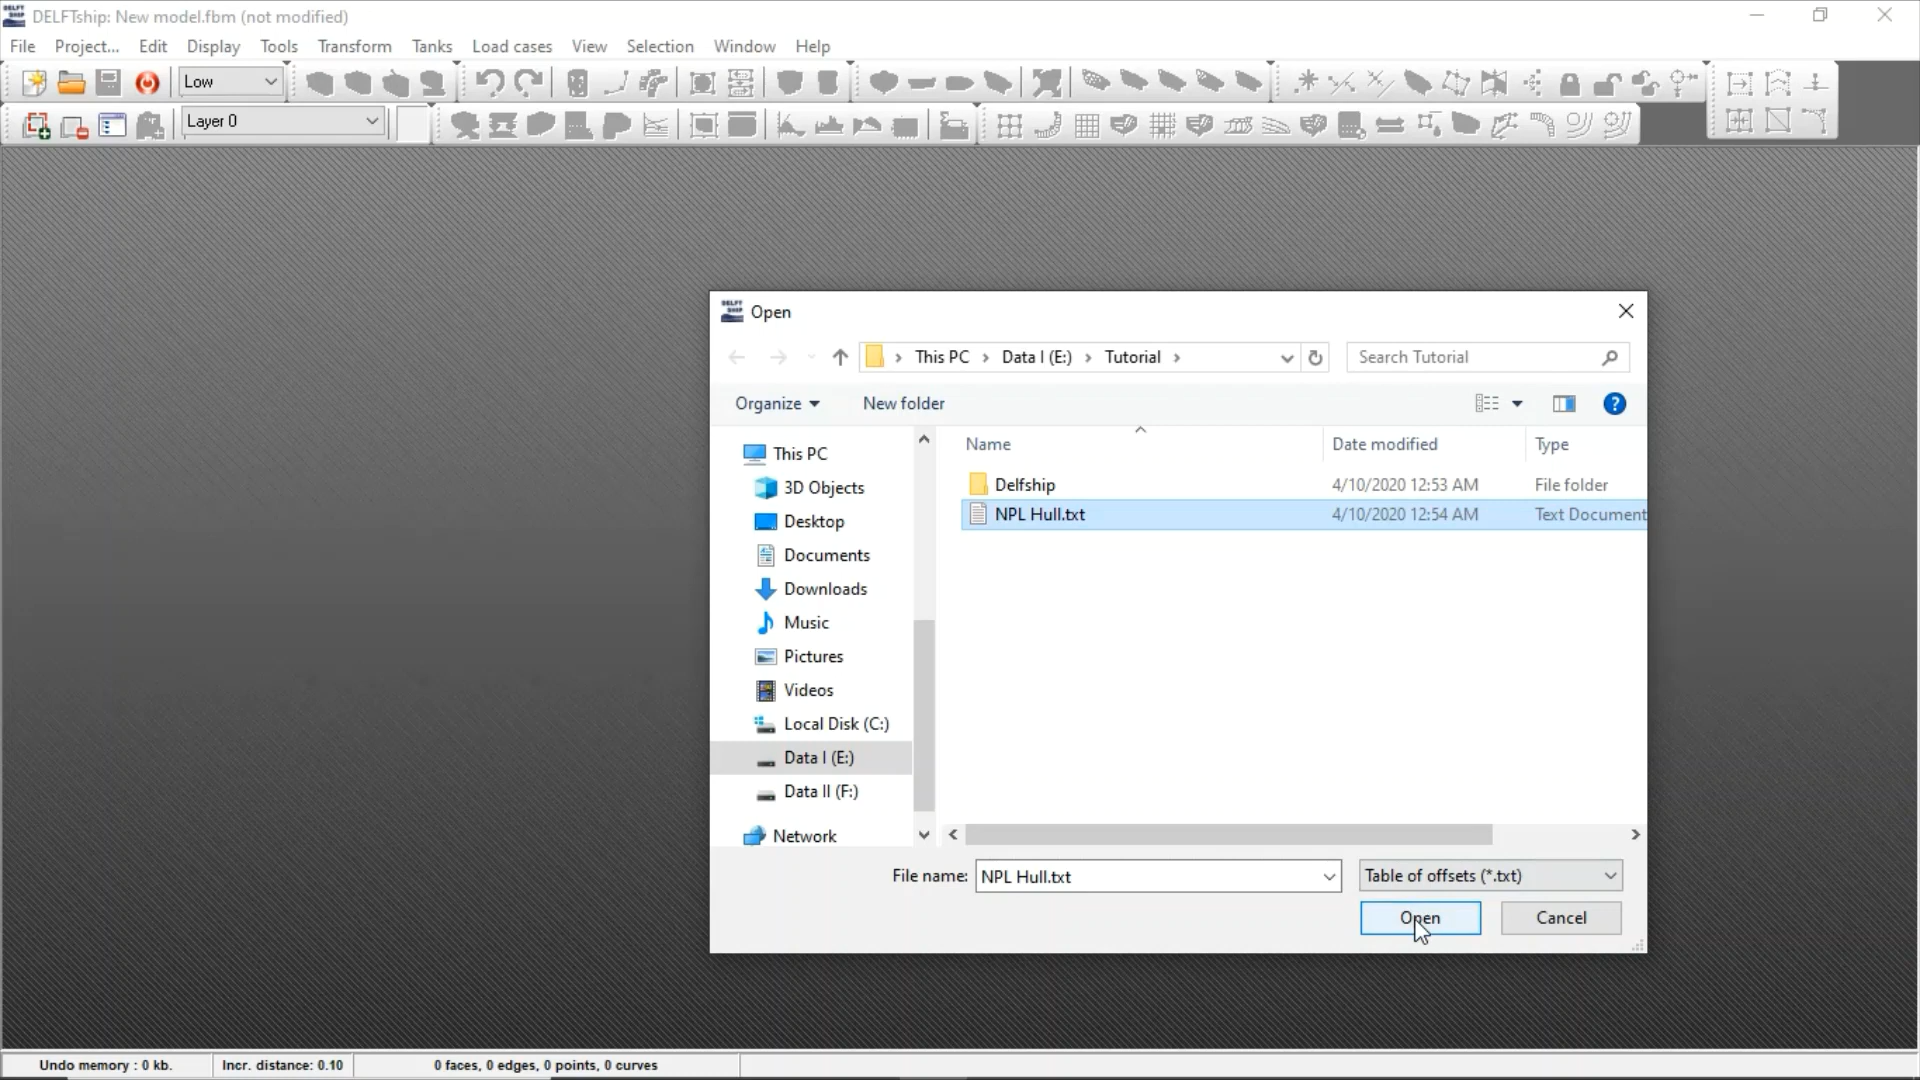 DELFTship: New model.fbm (not modified)
File Project... Edit Display Tools Transform Tanks Load cases View Selection Window Help
Low
Layer 0
DELFT SHIP Open
This PC Data I (E:) Tutorial Search Tutorial
Organize New folder ?
Name Date modified Type
This PC
3D Objects
Desktop
Documents
Downloads
Music
Pictures
Videos
Local Disk (C:)
Data I (E:)
Data II (F:)
Network
Delfship 4/10/2020 12:53 AM File folder
NPL Hull.txt 4/10/2020 12:54 AM Text Document
File name: NPL Hull.txt Table of offsets (*.txt)
Open Cancel
Undo memory : 0 kb. Incr. distance: 0.10 0 faces, 0 edges, 0 points, 0 curves